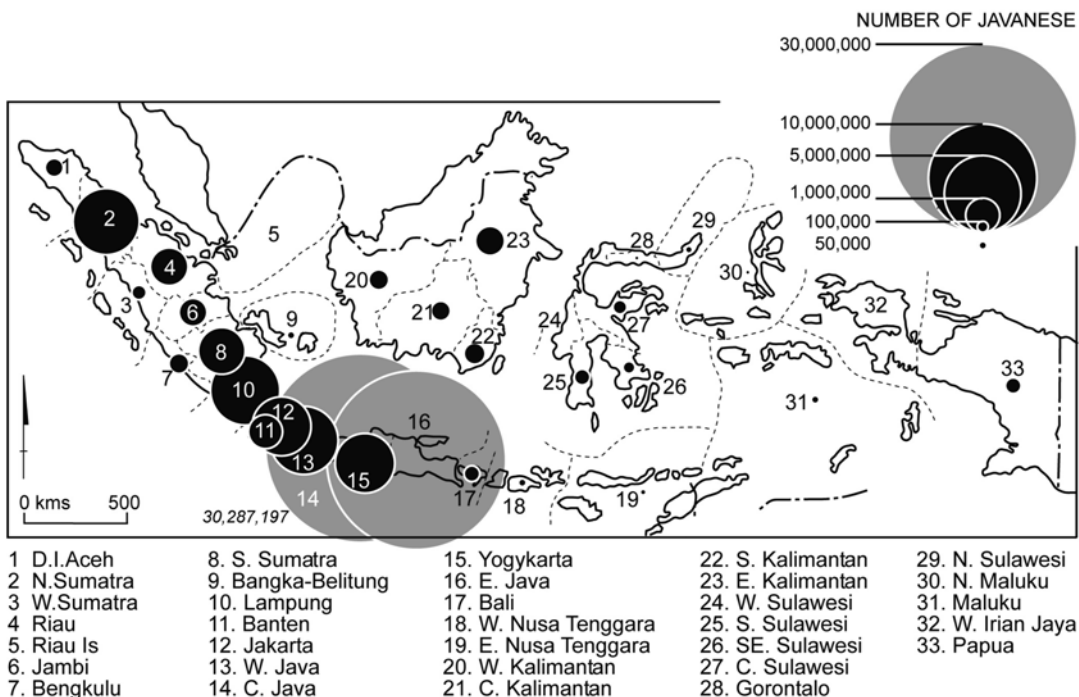 NUMBER OF JAVANESE
30,000,000
10,000,000
5,000,000
1,000,000
100,000
50,000
1
2
3
4
5
6
7
8
9
10
11
12
13
14
15
16
17
18
19
20
21
22
23
24
25
26
27
28
29
30
31
32
33
30,287,197
0 kms 500
1 D.I.Aceh
2 N.Sumatra
3 W.Sumatra
4 Riau
5. Riau Is
6. Jambi
7. Bengkulu
8. S. Sumatra
9. Bangka-Belitung
10. Lampung
11. Banten
12. Jakarta
13. W. Java
14. C. Java
15. Yogykarta
16. E. Java
17. Bali
18. W. Nusa Tenggara
19. E. Nusa Tenggara
20. W. Kalimantan
21. C. Kalimantan
22. S. Kalimantan
23. E. Kalimantan
24. W. Sulawesi
25. S. Sulawesi
26. SE. Sulawesi
27. C. Sulawesi
28. Gorontalo
29. N. Sulawesi
30. N. Maluku
31. Maluku
32. W. Irian Jaya
33. Papua